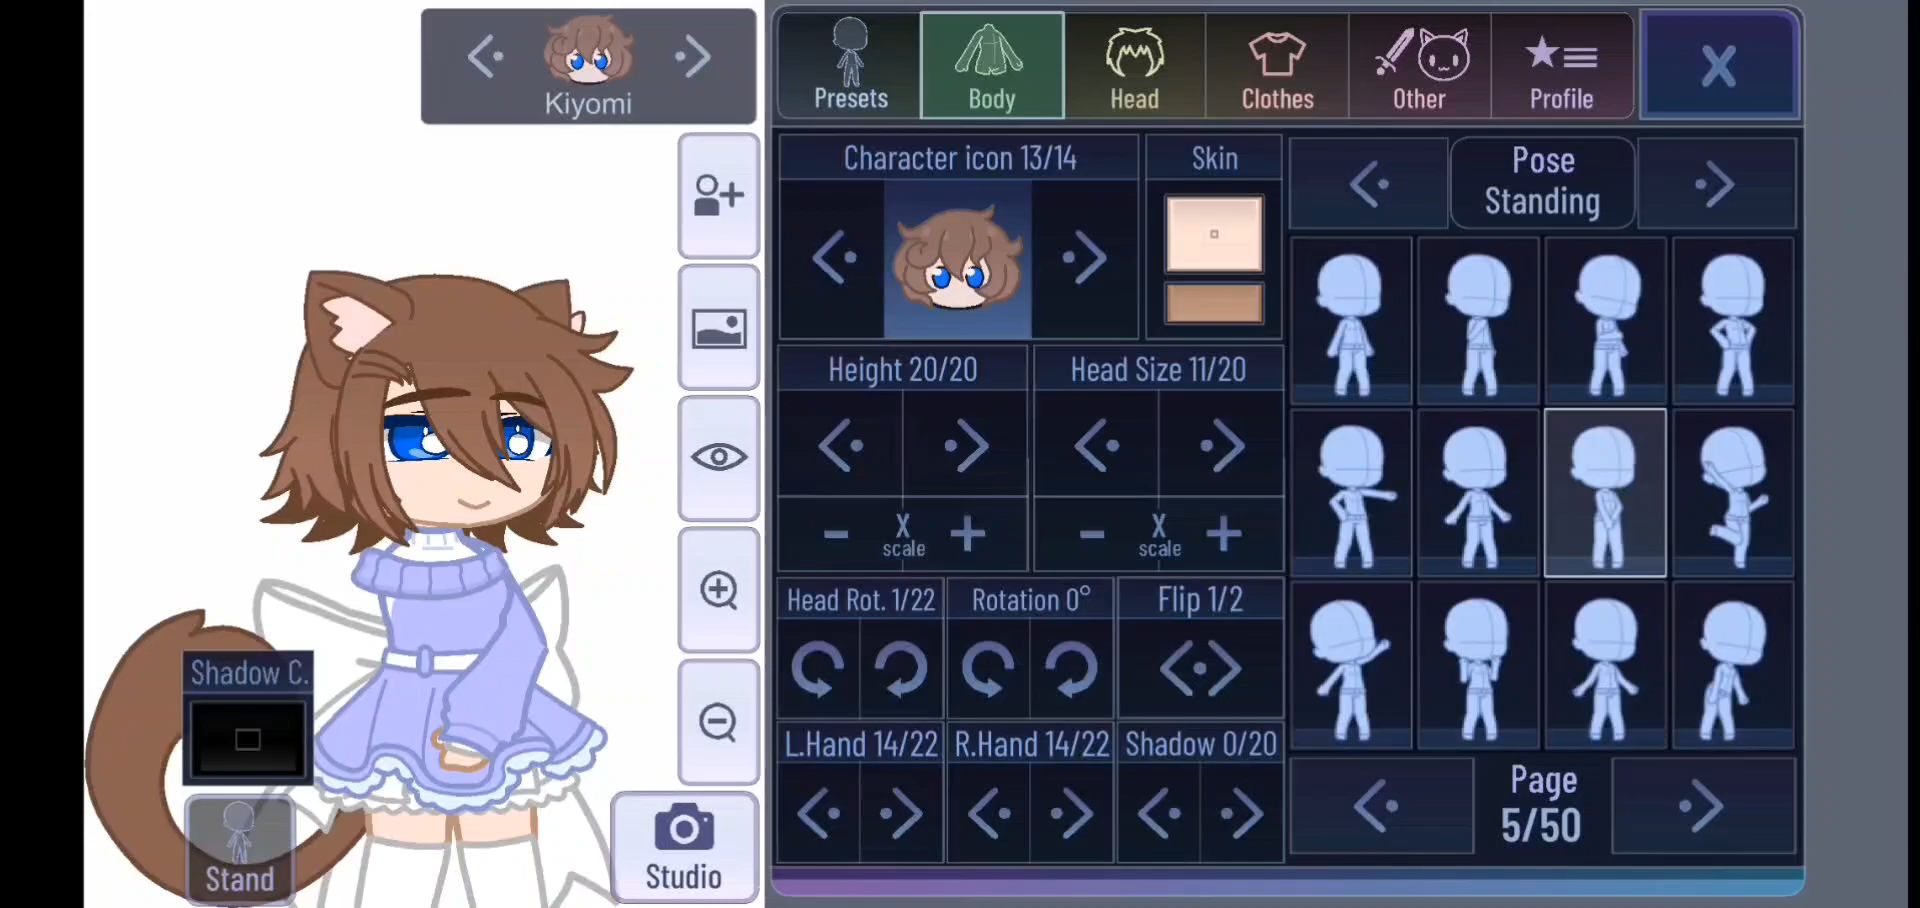 Kiyomi
Presets
Body
Head
Clothes
Other
Profile
X
Character icon 13/14
Skin
Pose
Standing
Height 20/20
Head Size 11/20
X
scale
X
scale
Head Rot. 1/22
Rotation 0°
Flip 1/2
L.Hand 14/22
R.Hand 14/22
Shadow 0/20
Shadow C.
Stand
Studio
Page
5/50